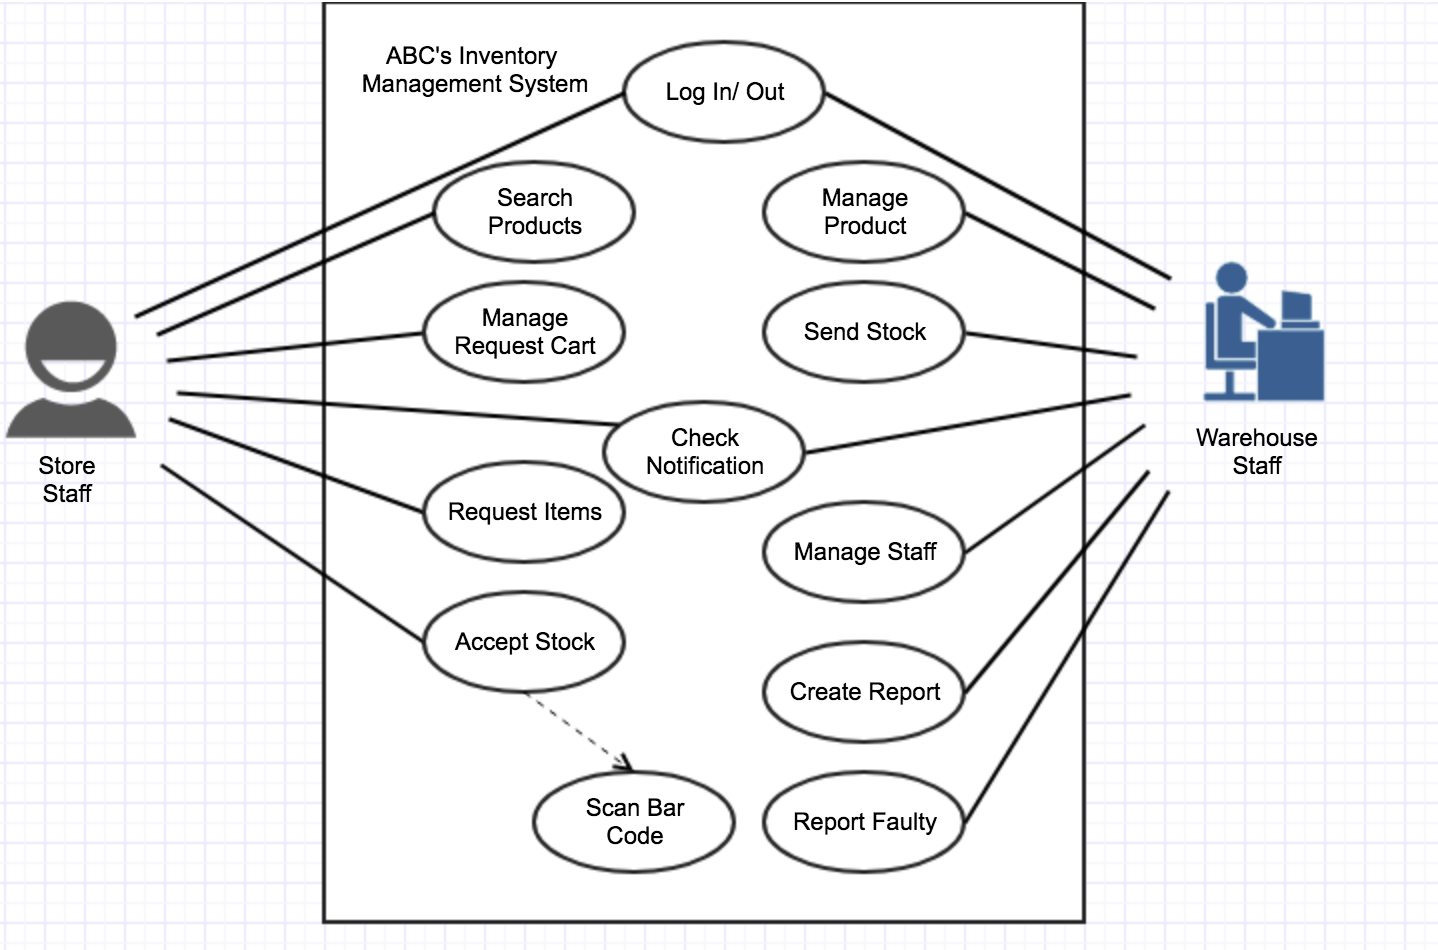 ABC's Inventory
Management System
Log In/ Out
Search
Products
Manage
Product
Manage
Request Cart
Send Stock
Check
Notification
Store
Staff
Warehouse
Staff
Request Items
Manage Staff
Accept Stock
Create Report
Scan Bar
Code
Report Faulty